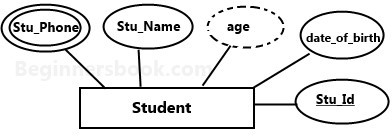 Stu_Phone
Stu_Name
age
date_of_birth
Beginnersbook.com
Student
Stu_Id